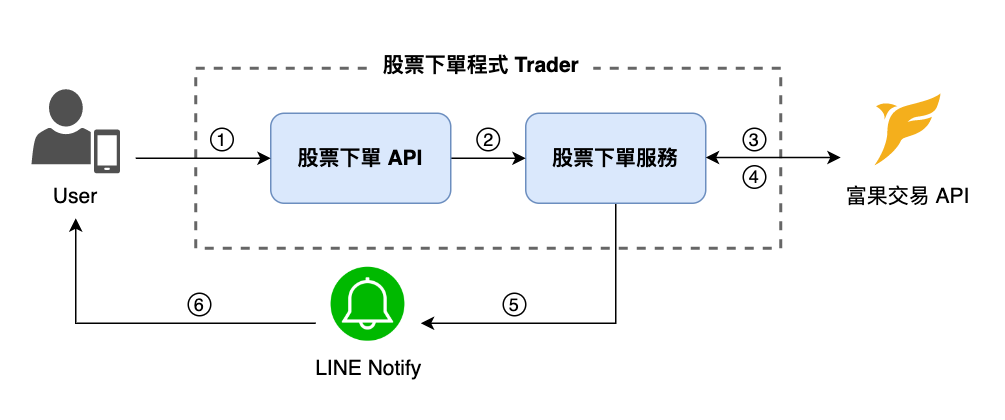 股票下單程式 Trader
①
股票下單 API
②
股票下單服務
③
④
User
富果交易 API
⑥
⑤
LINE Notify